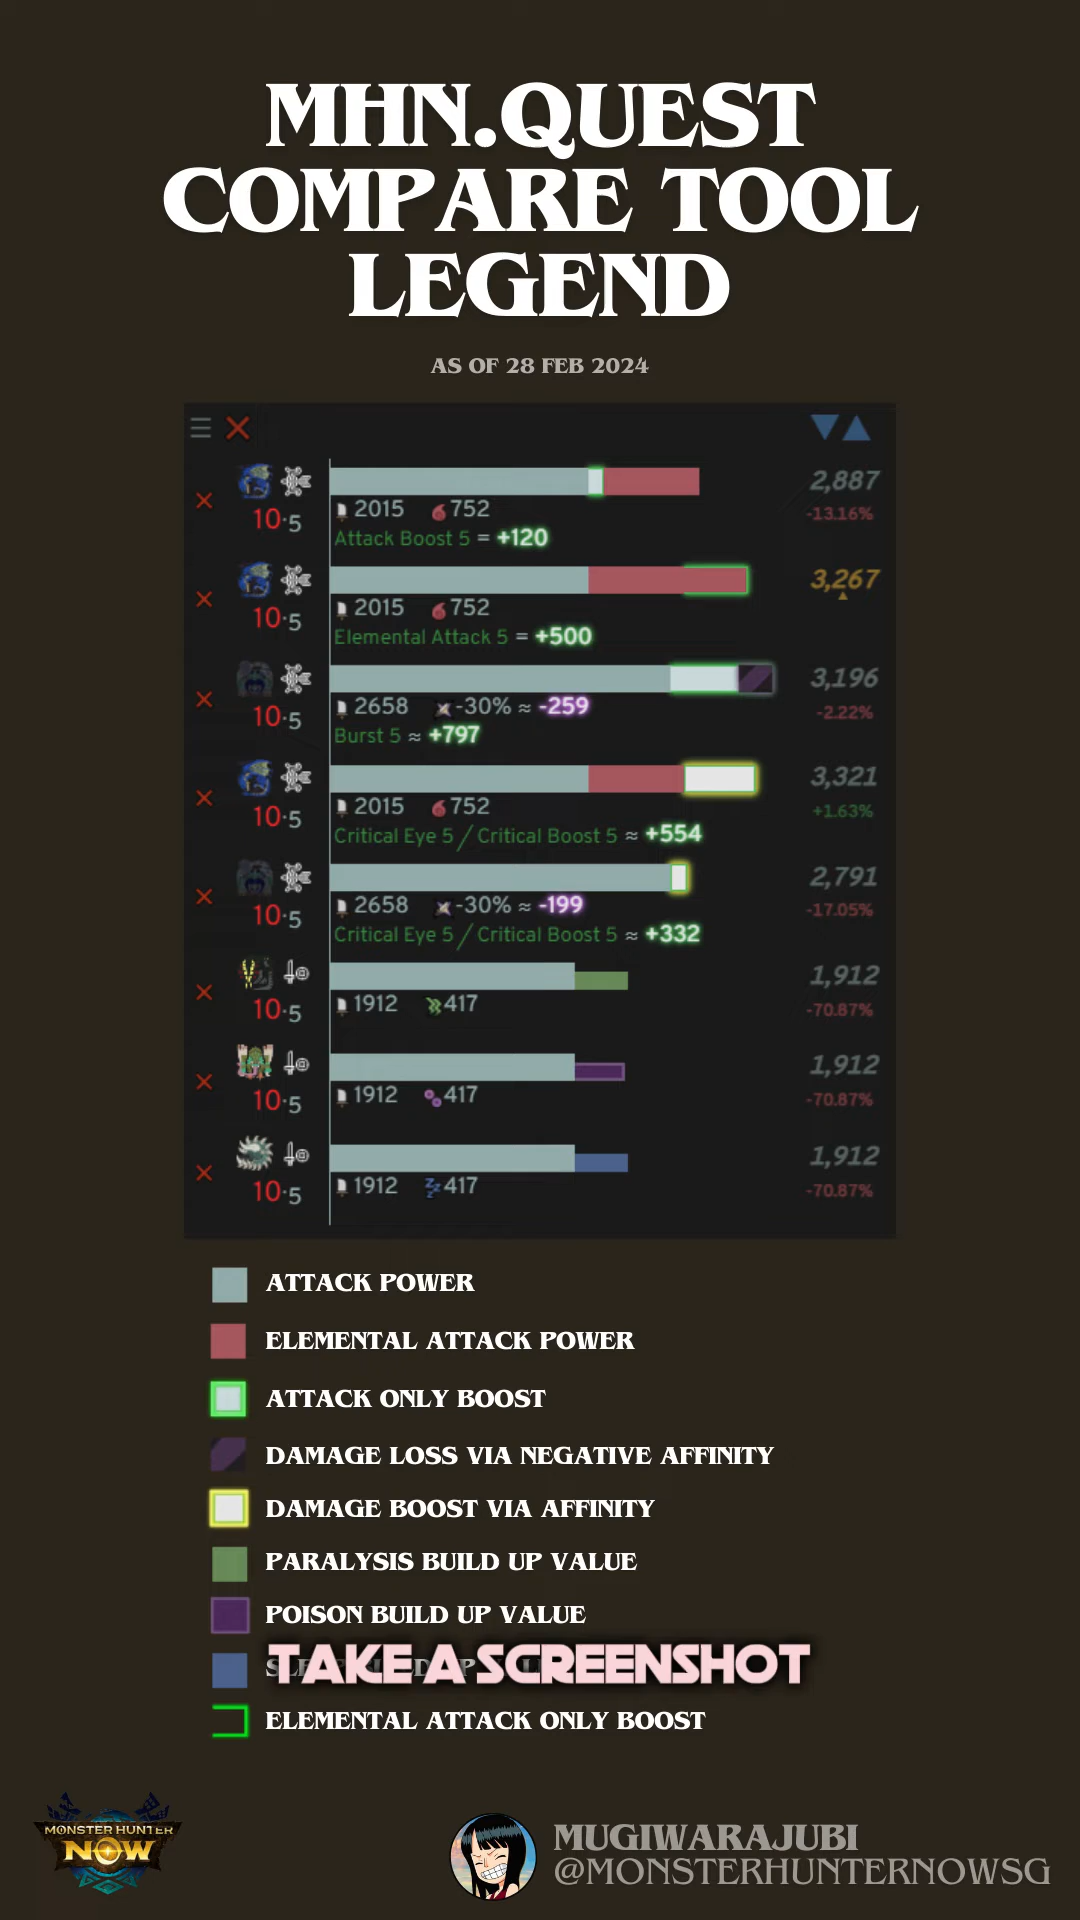 MHN.QUEST
COMPARE TOOL
LEGEND
AS OF 28 FEB 2024
2015 752 2,887
10.5 -13.16%
Attack Boost 5 = +120
2015 752 3,267
10.5
Elemental Attack 5 = +500
2658 -30% ≈ -259 3,196
10.5 -2.22%
Burst 5 ≈ +797
2015 752 3,321
10.5 +1.63%
Critical Eye 5 / Critical Boost 5 ≈ +554
2658 -30% ≈ -199 2,791
10.5 -17.05%
Critical Eye 5 / Critical Boost 5 ≈ +332
1912 417 1,912
10.5 -70.87%
1912 417 1,912
10.5 -70.87%
1912 417 1,912
10.5 -70.87%
ATTACK POWER
ELEMENTAL ATTACK POWER
ATTACK ONLY BOOST
DAMAGE LOSS VIA NEGATIVE AFFINITY
DAMAGE BOOST VIA AFFINITY
PARALYSIS BUILD UP VALUE
POISON BUILD UP VALUE
TAKE A SCREENSHOT
ELEMENTAL ATTACK ONLY BOOST
MONSTER HUNTER
NOW
MUGIWARAJUBI
@MONSTERHUNTERNOWSG